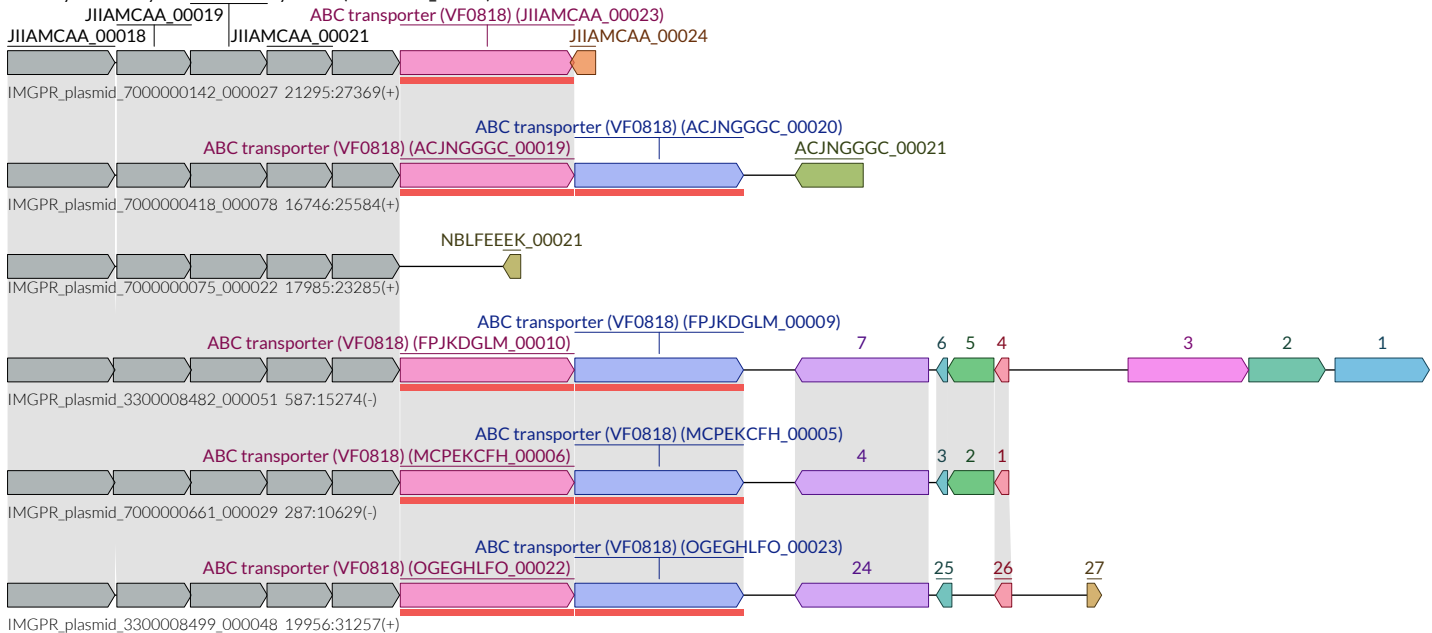 JIIAMCAA_00019 ABC transporter (VF0818) (JIIAMCAA_00023)
JIIAMCAA_00018 JIIAMCAA_00021 JIIAMCAA_00024
IMGPR_plasmid_7000000142_000027 21295:27369(+)
ABC transporter (VF0818) (ACJNGGGC_00020)
ABC transporter (VF0818) (ACJNGGGC_00019) ACJNGGGC_00021
IMGPR_plasmid_7000000418_000078 16746:25584(+)
NBLFEEEK_00021
IMGPR_plasmid_7000000075_000022 17985:23285(+)
ABC transporter (VF0818) (FPJKDGLM_00009)
ABC transporter (VF0818) (FPJKDGLM_00010) 7 6 5 4 3 2 1
IMGPR_plasmid_3300008482_000051 587:15274(-)
ABC transporter (VF0818) (MCPEKCFH_00005)
ABC transporter (VF0818) (MCPEKCFH_00006) 4 3 2 1
IMGPR_plasmid_7000000661_000029 287:10629(-)
ABC transporter (VF0818) (OGEGHLFO_00023)
ABC transporter (VF0818) (OGEGHLFO_00022) 24 25 26 27
IMGPR_plasmid_3300008499_000048 19956:31257(+)